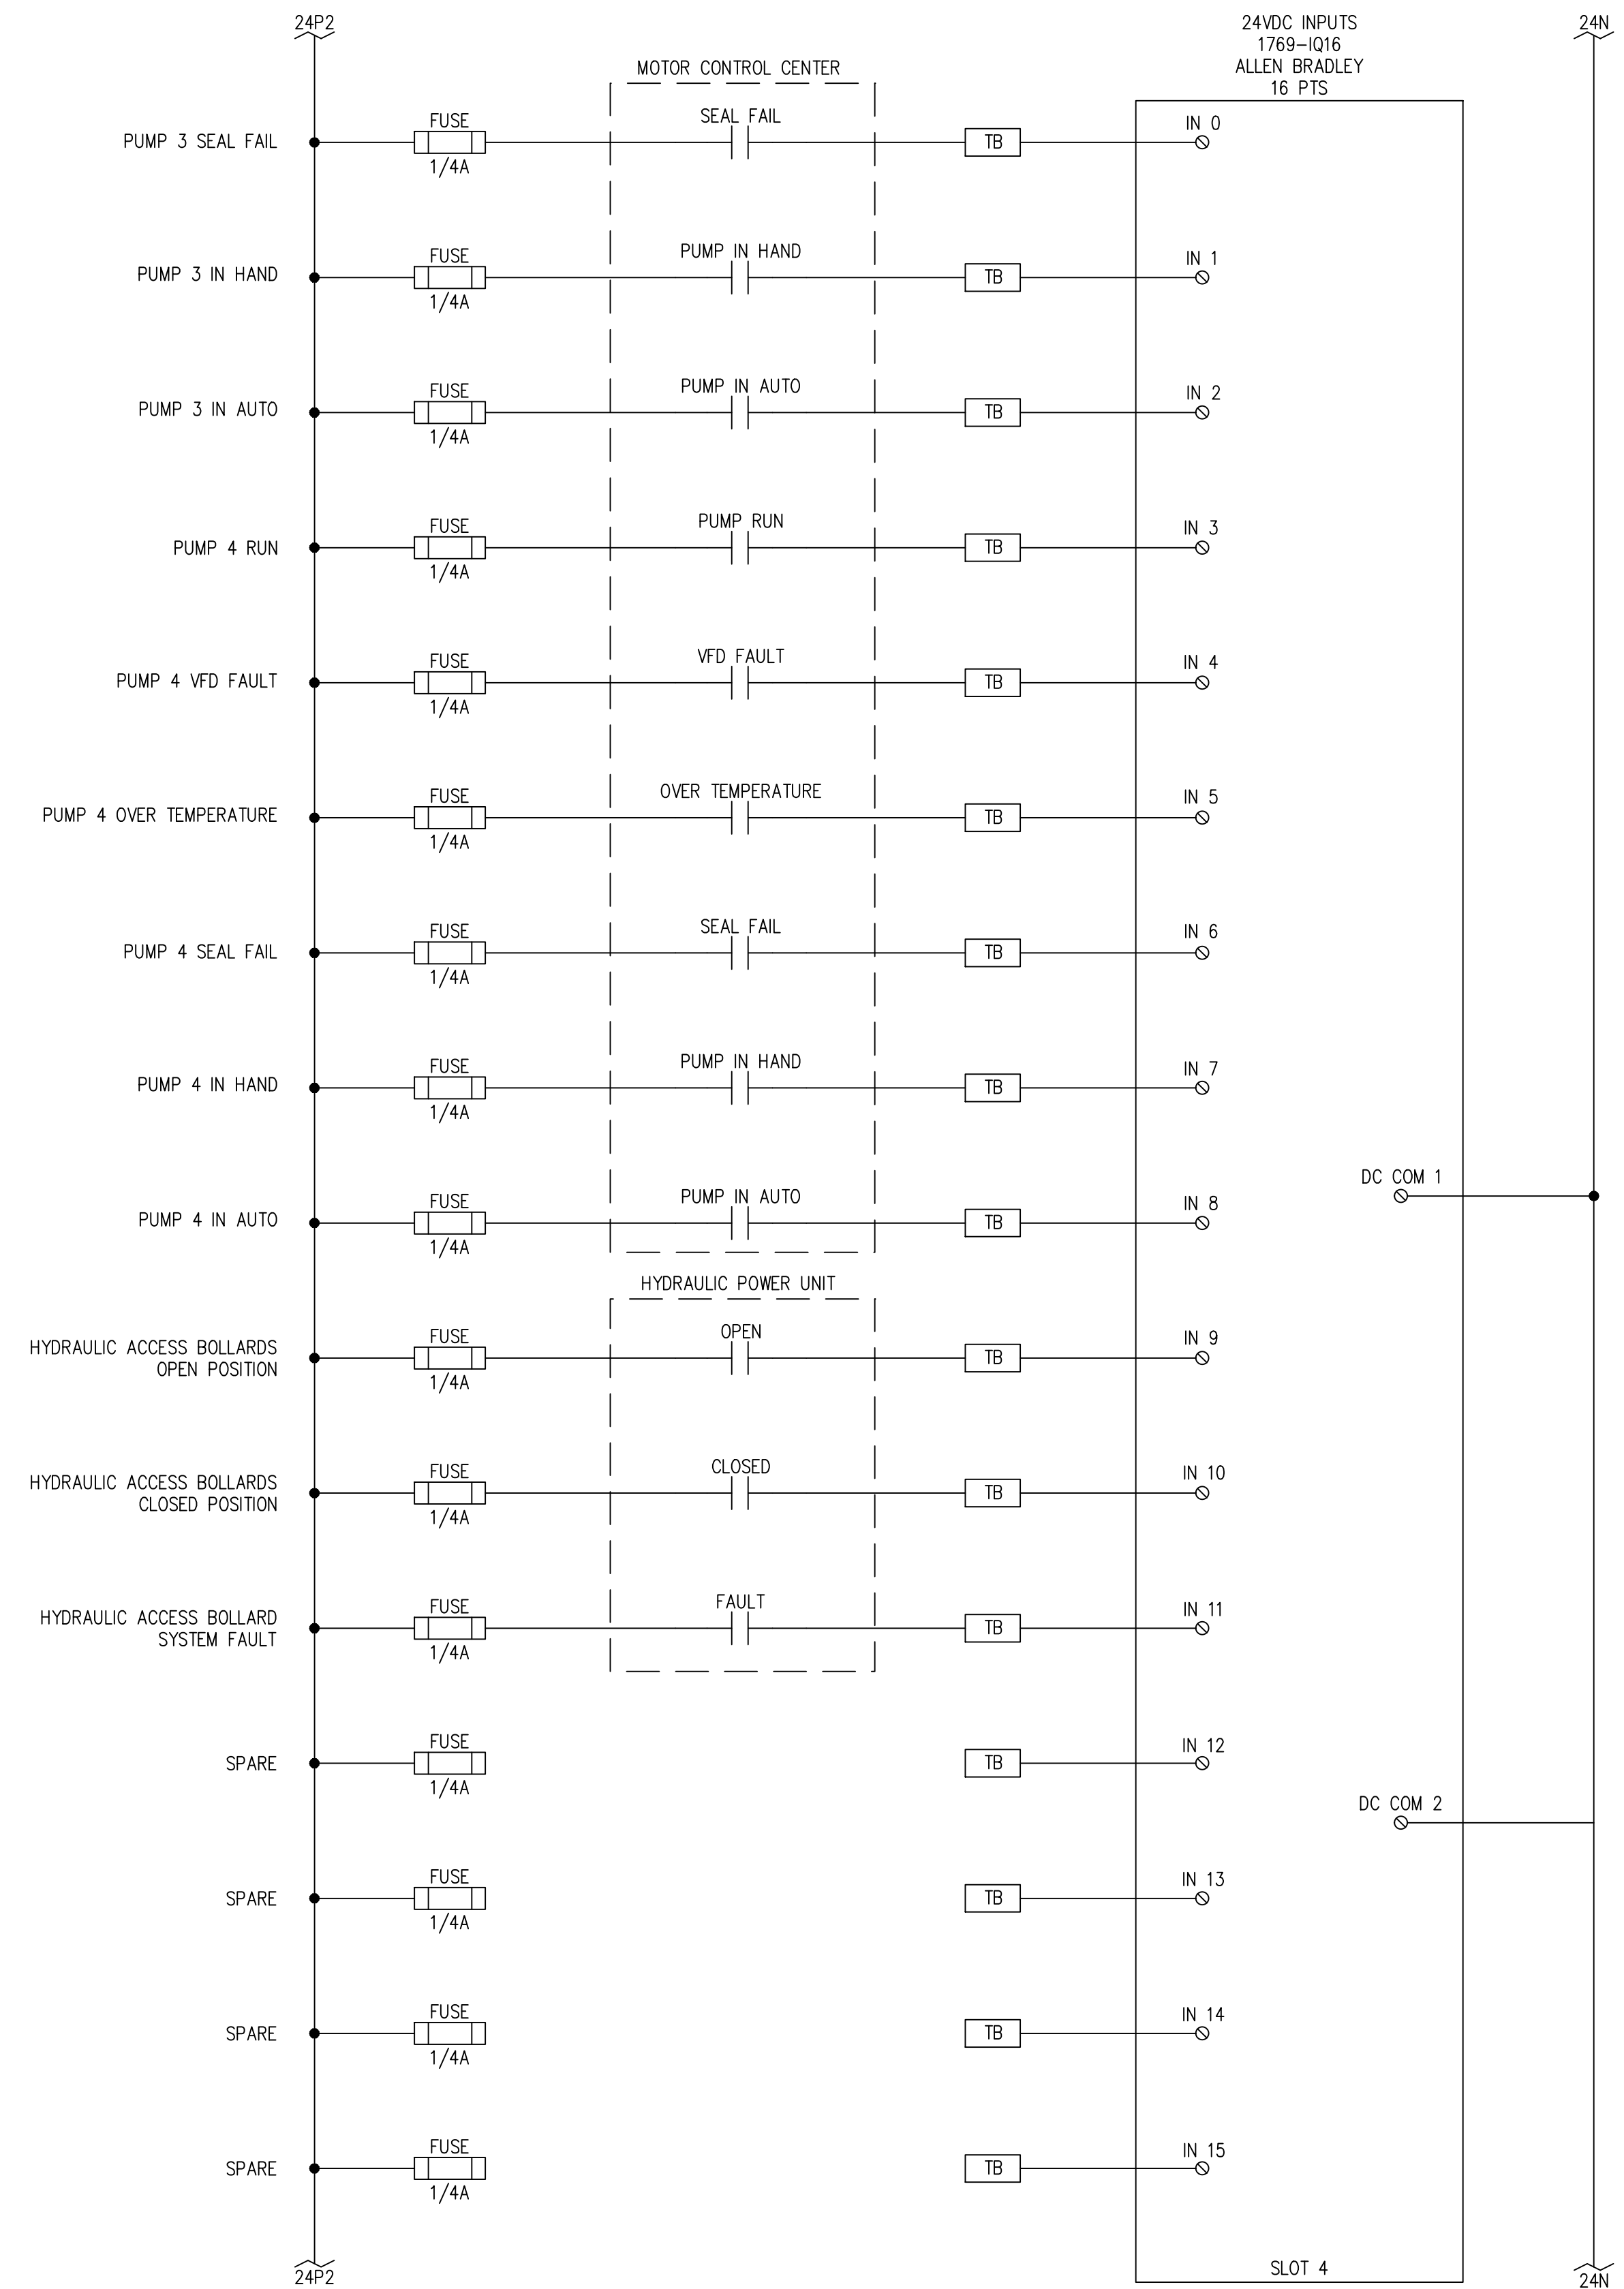 24P2
24VDC INPUTS
1769-IQ16
ALLEN BRADLEY
16 PTS
24N
MOTOR CONTROL CENTER
PUMP 3 SEAL FAIL
FUSE
1/4A
SEAL FAIL
TB
IN 0
PUMP 3 IN HAND
FUSE
1/4A
PUMP IN HAND
TB
IN 1
PUMP 3 IN AUTO
FUSE
1/4A
PUMP IN AUTO
TB
IN 2
PUMP 4 RUN
FUSE
1/4A
PUMP RUN
TB
IN 3
PUMP 4 VFD FAULT
FUSE
1/4A
VFD FAULT
TB
IN 4
PUMP 4 OVER TEMPERATURE
FUSE
1/4A
OVER TEMPERATURE
TB
IN 5
PUMP 4 SEAL FAIL
FUSE
1/4A
SEAL FAIL
TB
IN 6
PUMP 4 IN HAND
FUSE
1/4A
PUMP IN HAND
TB
IN 7
DC COM 1
PUMP 4 IN AUTO
FUSE
1/4A
PUMP IN AUTO
TB
IN 8
HYDRAULIC POWER UNIT
HYDRAULIC ACCESS BOLLARDS
OPEN POSITION
FUSE
1/4A
OPEN
TB
IN 9
HYDRAULIC ACCESS BOLLARDS
CLOSED POSITION
FUSE
1/4A
CLOSED
TB
IN 10
HYDRAULIC ACCESS BOLLARD
SYSTEM FAULT
FUSE
1/4A
FAULT
TB
IN 11
SPARE
FUSE
1/4A
TB
IN 12
DC COM 2
SPARE
FUSE
1/4A
TB
IN 13
SPARE
FUSE
1/4A
TB
IN 14
SPARE
FUSE
1/4A
TB
IN 15
24P2
SLOT 4
24N